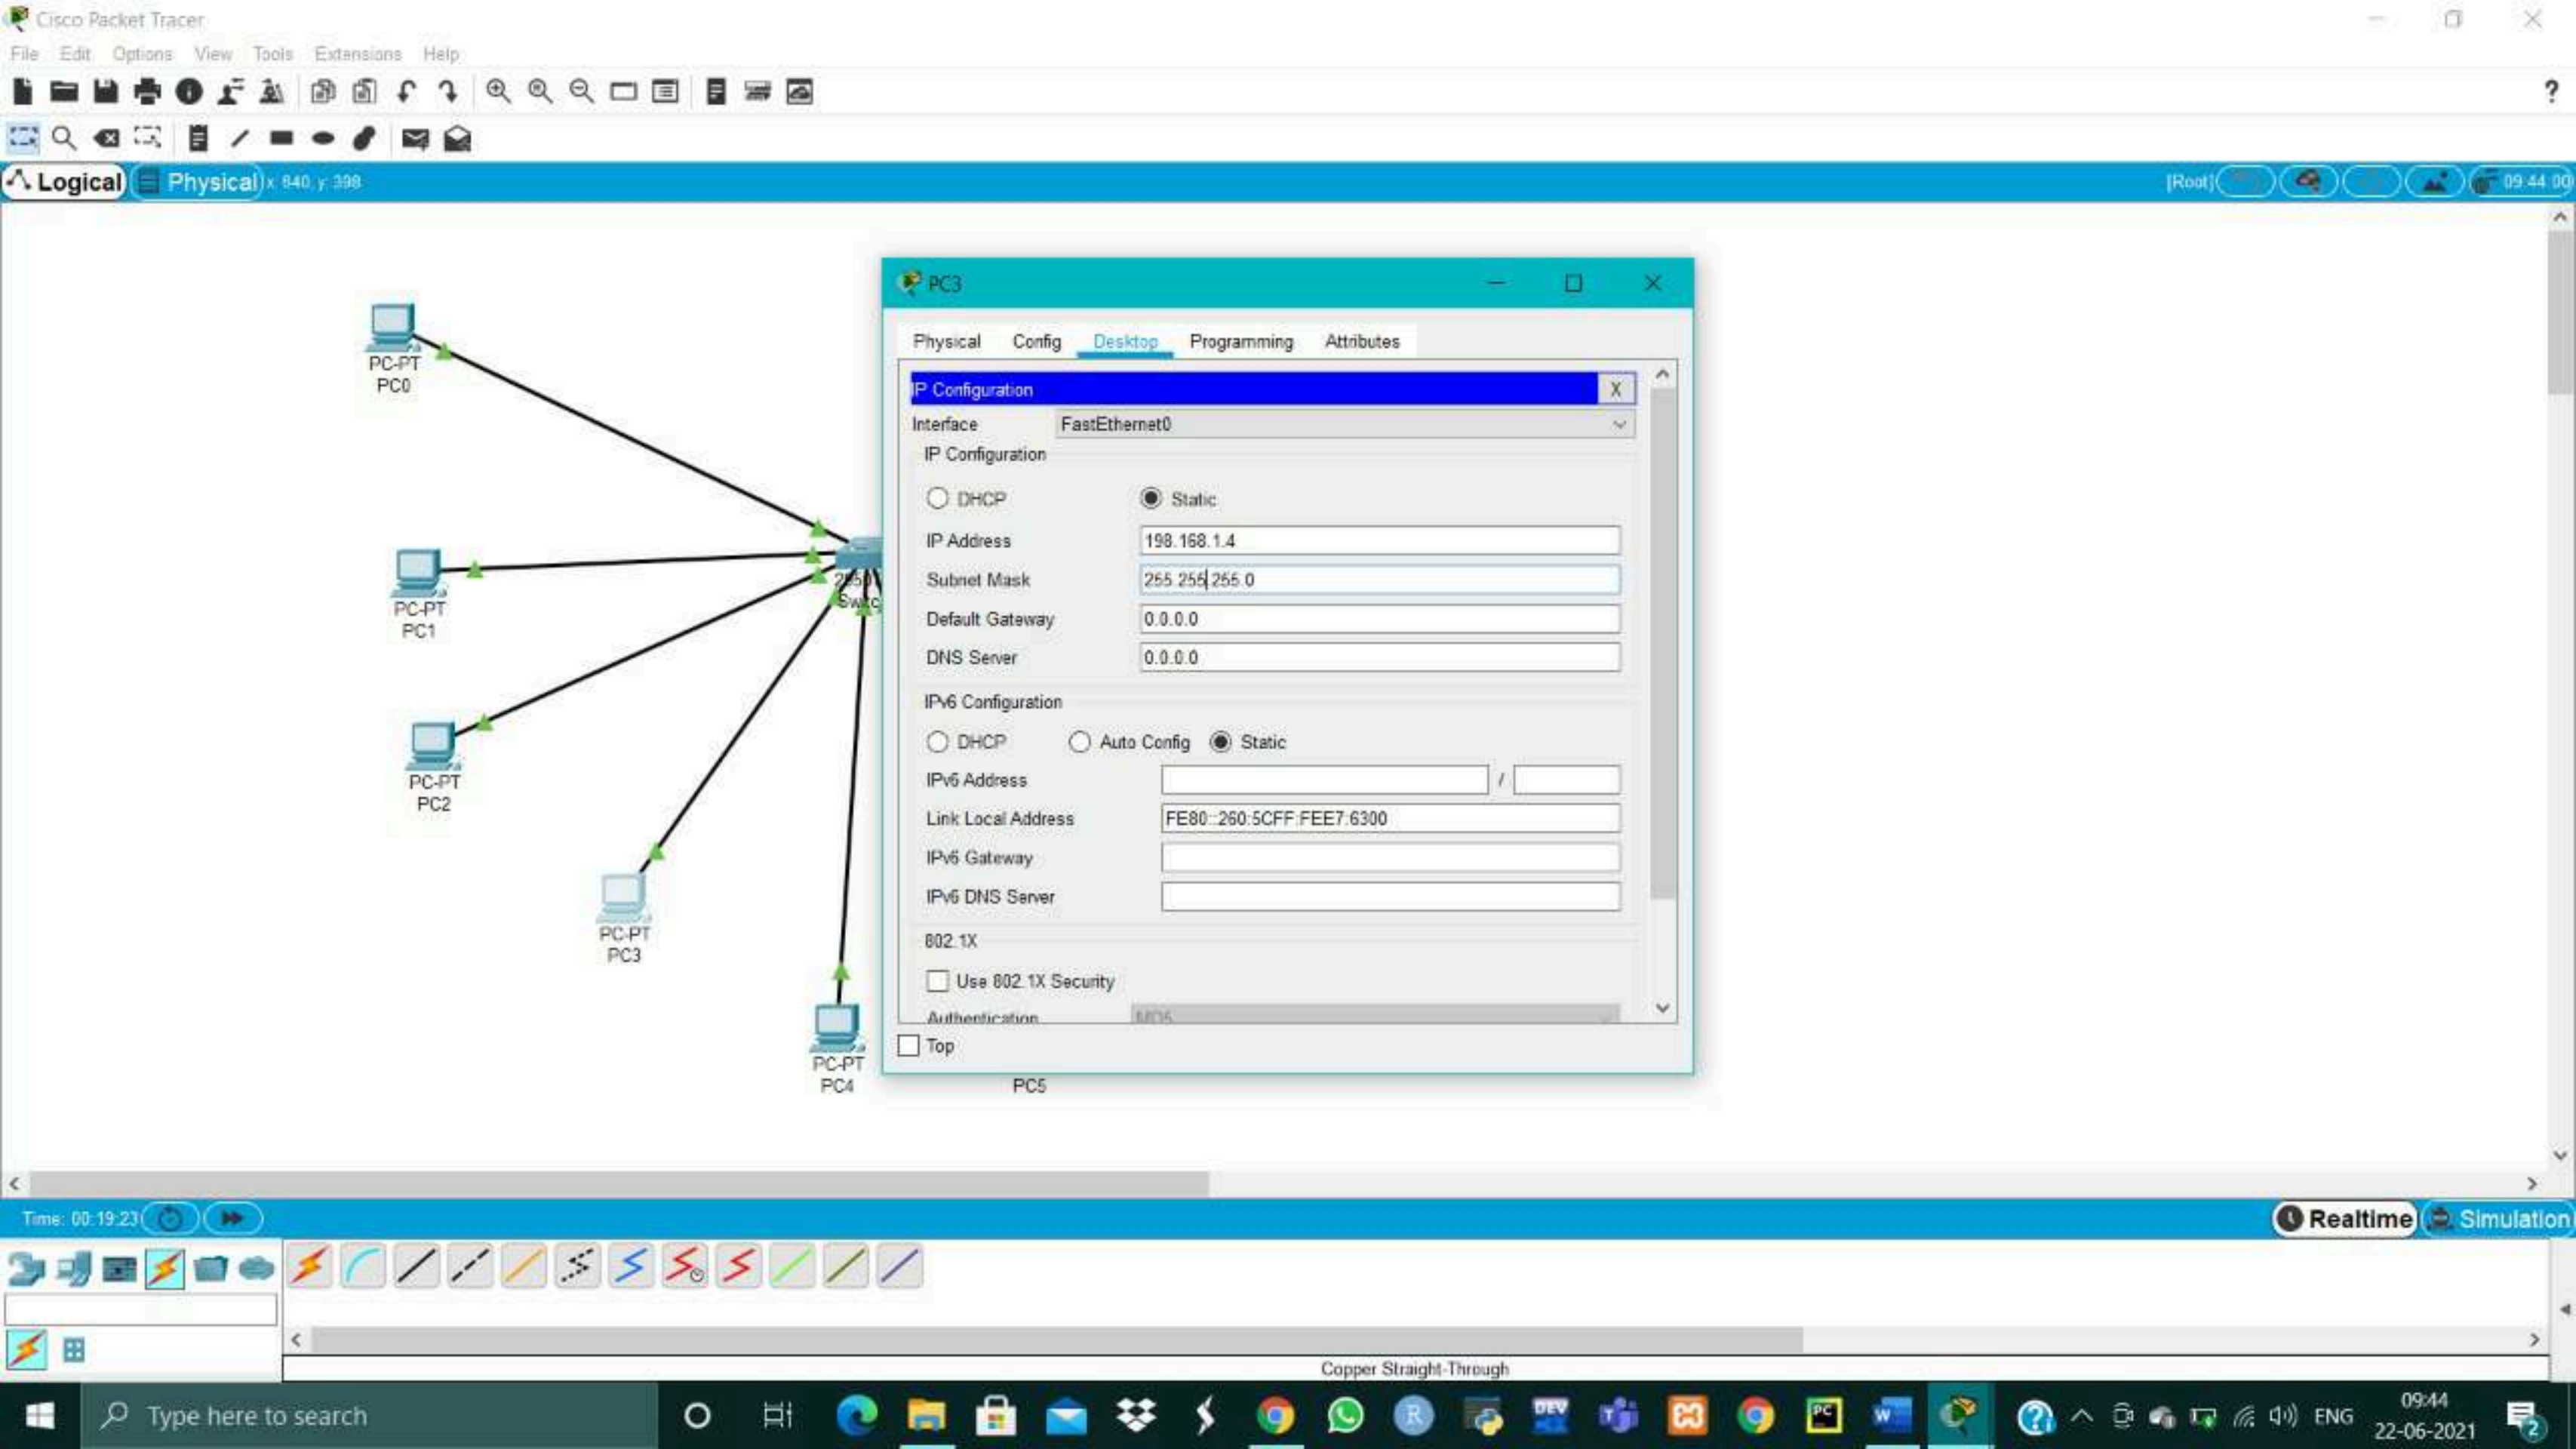 Cisco Packet Tracer
File Edit Options View Tools Extensions Help
?
Logical Physical x: 840, y: 398 [Root] 09:44:00
PC3
Physical Config Desktop Programming Attributes
IP Configuration X
Interface FastEthernet0
IP Configuration
DHCP Static
IP Address 198.168.1.4
Subnet Mask 255.255.255.0
Default Gateway 0.0.0.0
DNS Server 0.0.0.0
IPv6 Configuration
DHCP Auto Config Static
IPv6 Address /
Link Local Address FE80::260:5CFF:FEE7:6300
IPv6 Gateway
IPv6 DNS Server
802.1X
Use 802.1X Security
Authentication MD5
Top
PC-PT
PC0
PC-PT
PC1
PC-PT
PC2
PC-PT
PC3
PC-PT
PC4
PC5
Time: 00:19:23 Realtime Simulation
Copper Straight-Through
Type here to search
DEV
PC
W
ENG
09:44
22-06-2021
2